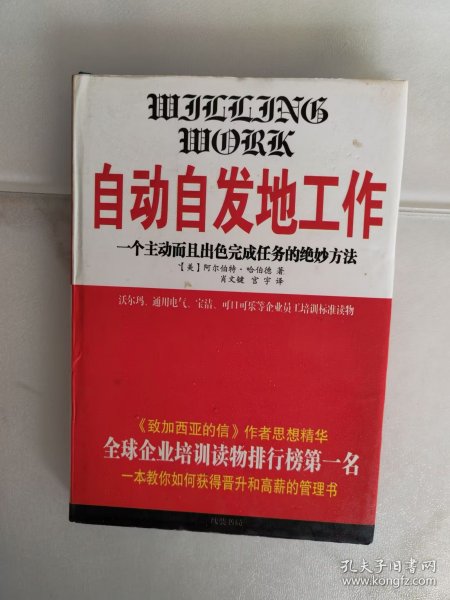 WILLING
WORK
自动自发地工作
一个主动而且出色完成任务的绝妙方法
【美】阿尔伯特·哈伯德 著
肖文键 宫宇 译
沃尔玛、通用电气、宝洁、可口可乐等企业员工培训标准读物
《致加西亚的信》作者思想精华
全球企业培训读物排行榜第一名
一本教你如何获得晋升和高薪的管理书
线装书局
孔夫子旧书网
www.kongfz.com